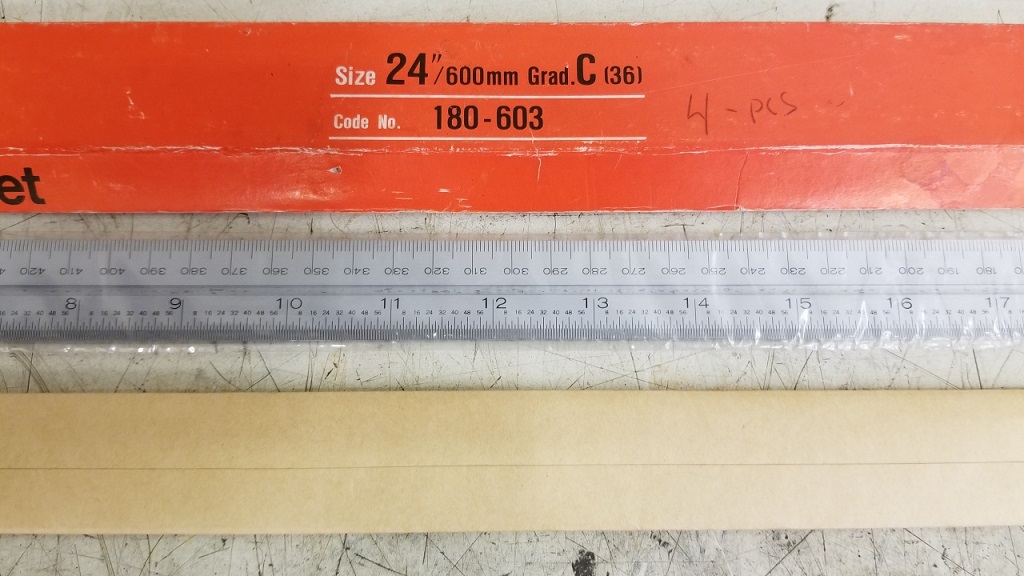 Size 24"/600mm Grad.C (36)
Code No. 180-603
4-pcs
et
420 410 400 390 380 370 360 350 340 330 320 310 300 290 280 270 260 250 240 230 220 210 200 190 180
8 9 10 11 12 13 14 15 16 17